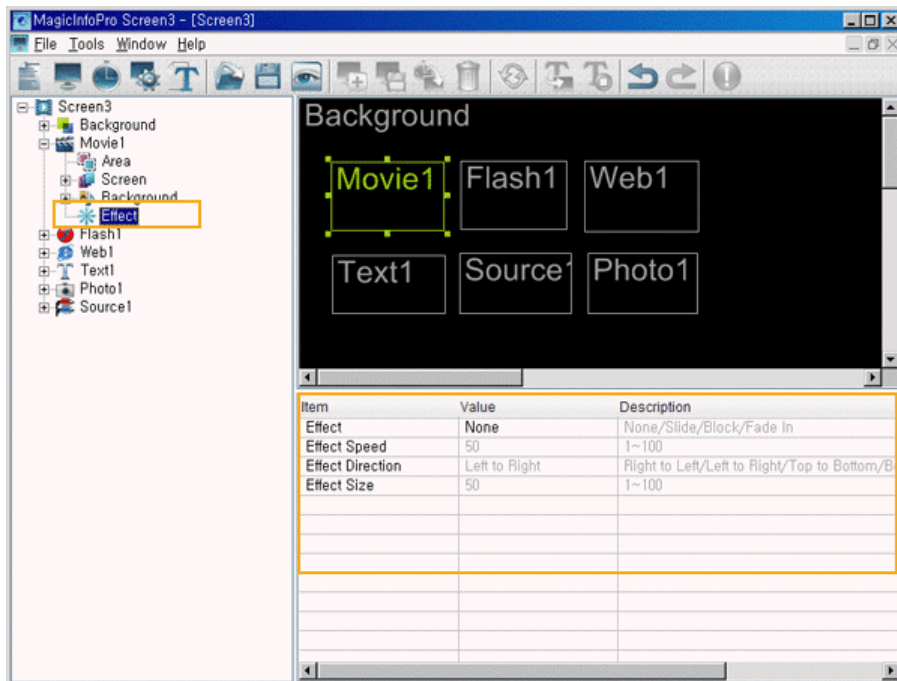 MagicInfoPro Screen3 - [Screen3]
File Tools Window Help
Screen3
Background
Movie1
Area
Screen
Background
Effect
Flash1
Web1
Text1
Photo1
Source1
Background
Movie1 Flash1 Web1
Text1 Source1 Photo1
Item Value Description
Effect None None/Slide/Block/Fade In
Effect Speed 50 1~100
Effect Direction Left to Right Right to Left/Left to Right/Top to Bottom/B
Effect Size 50 1~100